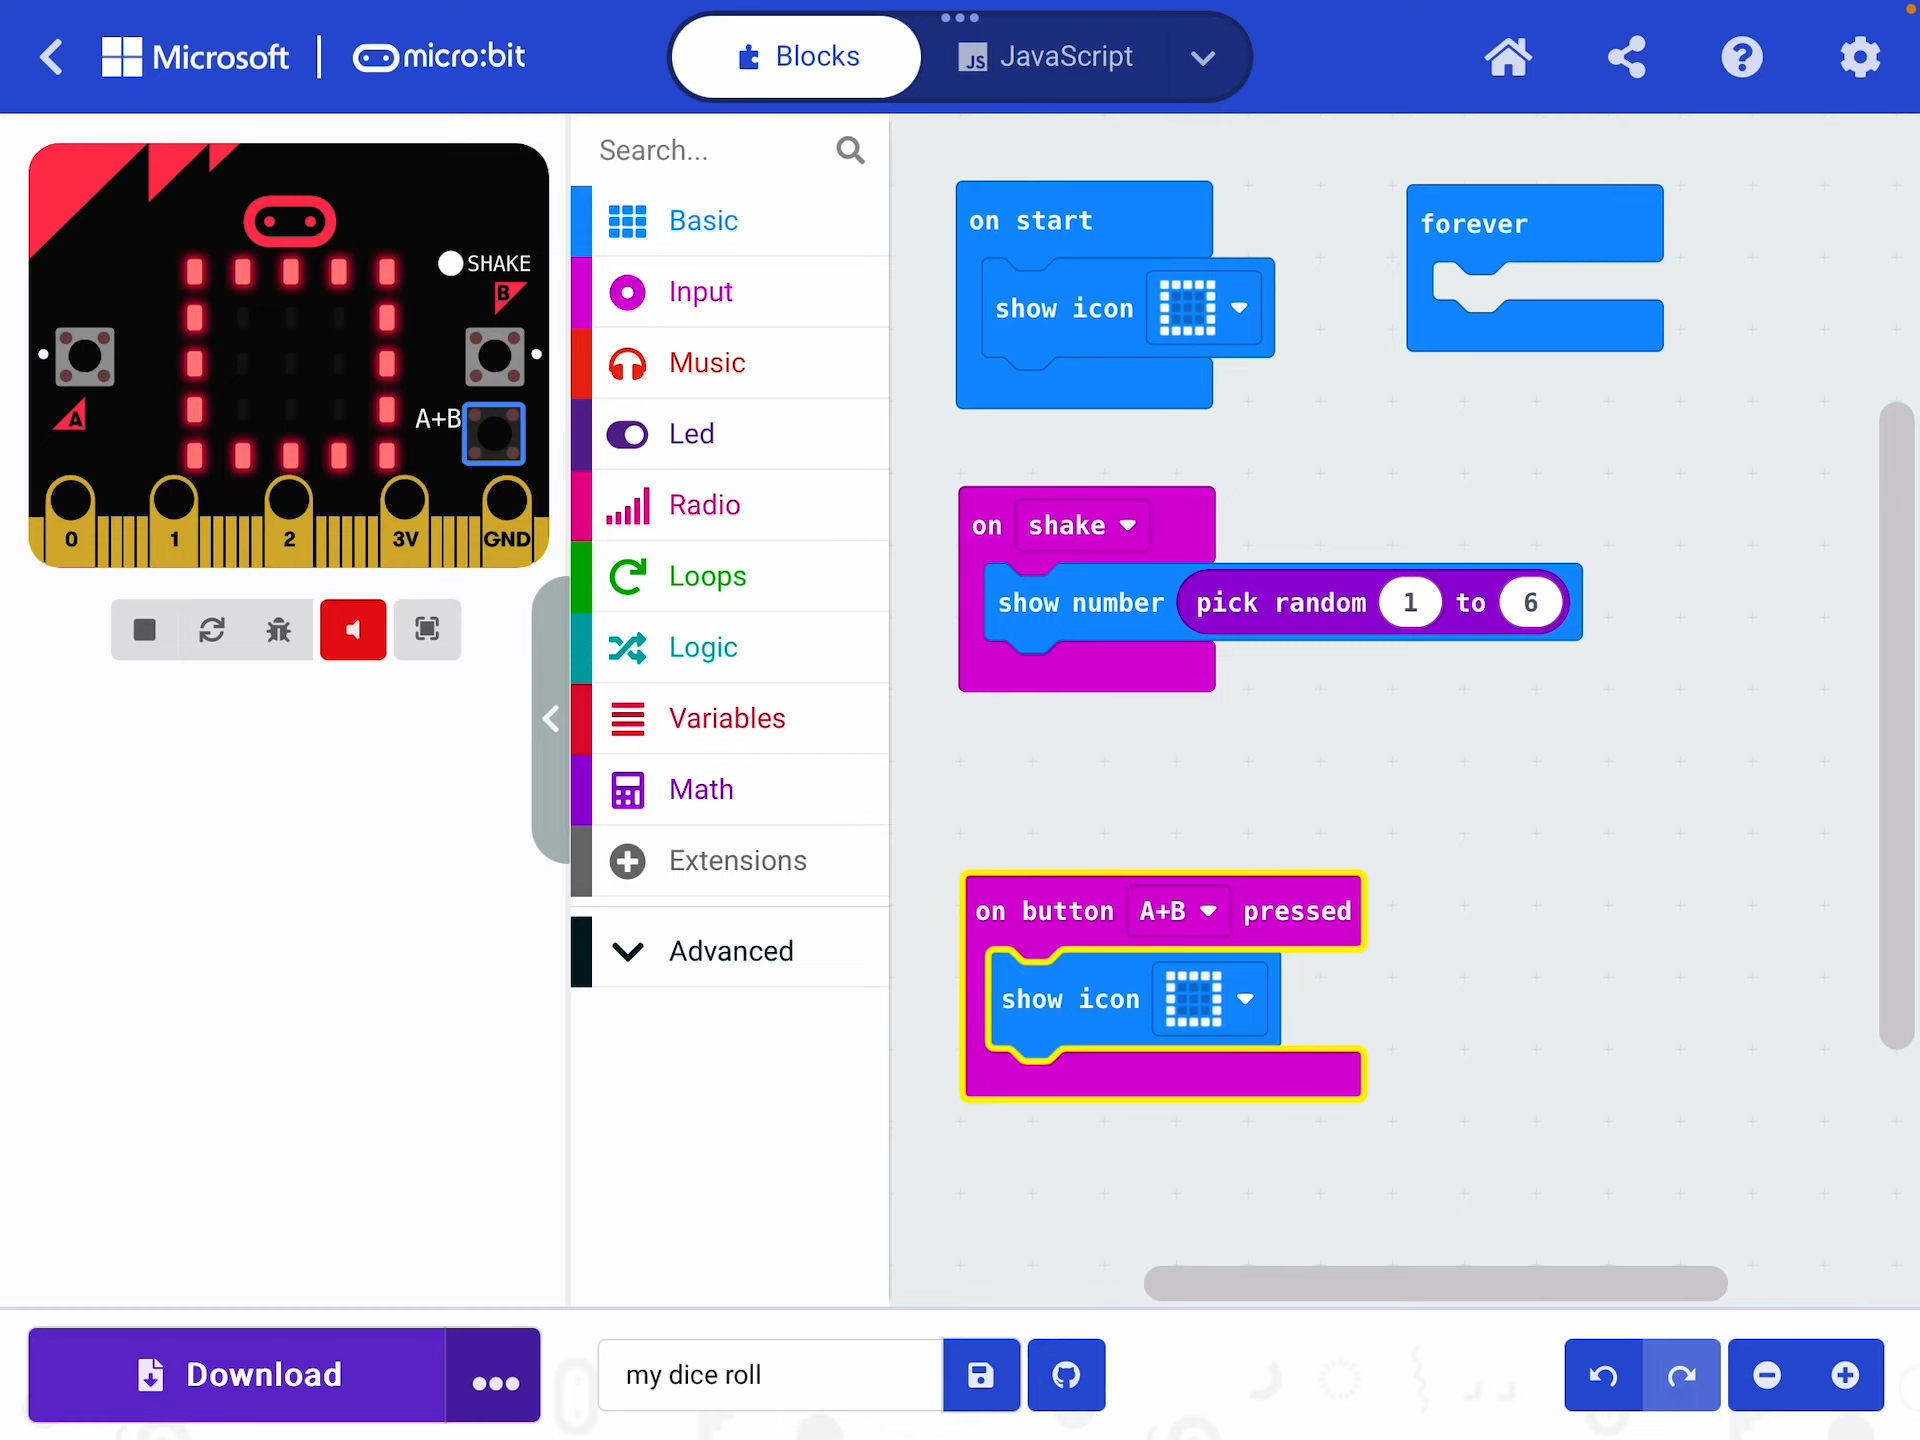 Microsoft | micro:bit
Blocks
JS JavaScript
SHAKE
B
A
A+B
0 1 2 3V GND
Search...
Basic
Input
Music
Led
Radio
Loops
Logic
Variables
Math
Extensions
Advanced
on start
show icon
forever
on shake
show number pick random 1 to 6
on button A+B pressed
show icon
Download
my dice roll